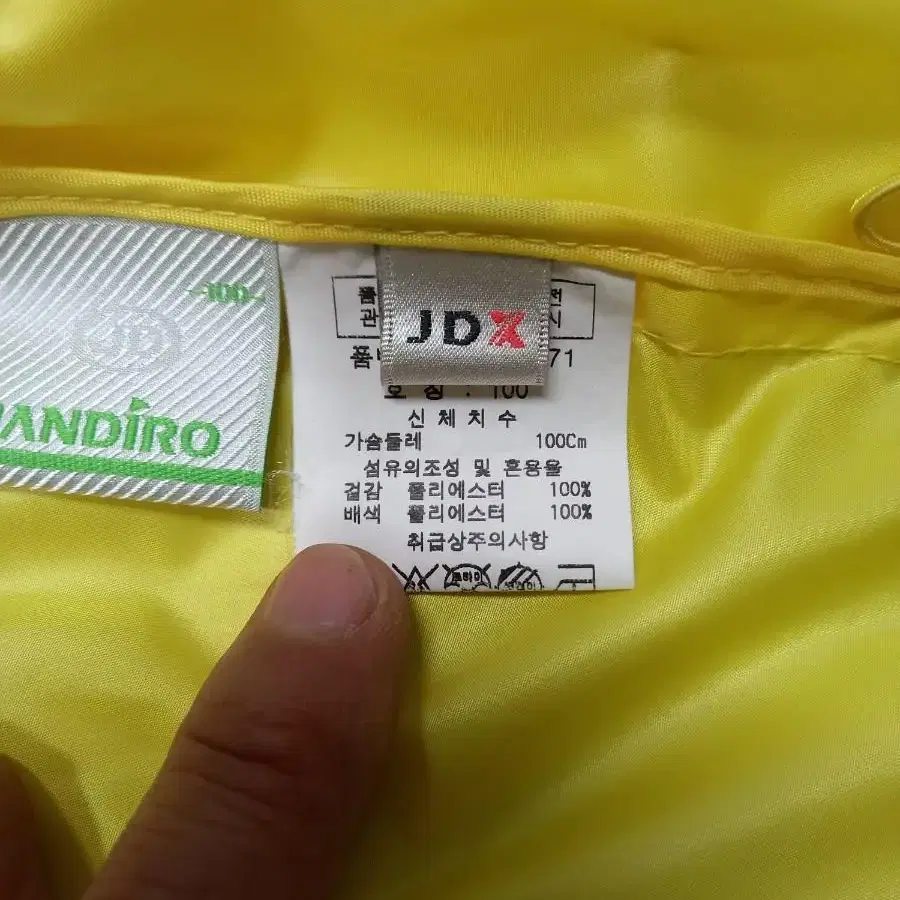 -100-
JD
ANDiRO
JDX
71
호 칭 : 100
신 체 치 수
가슴둘레 100Cm
섬유의조성 및 혼용율
겉감 폴리에스터 100%
배색 폴리에스터 100%
취급상주의사항